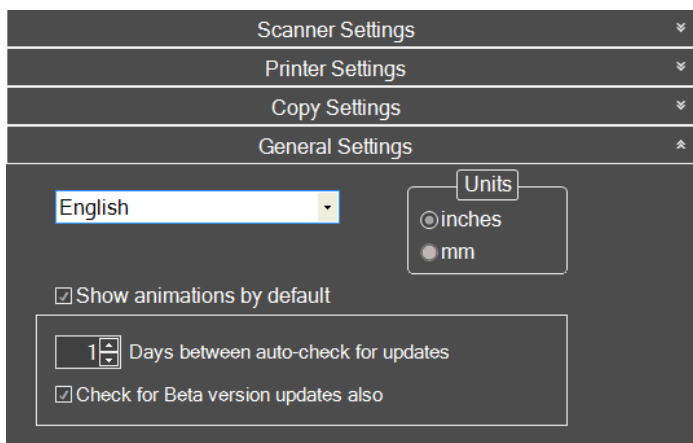 Scanner Settings
Printer Settings
Copy Settings
General Settings
English
Units
inches
mm
Show animations by default
1 Days between auto-check for updates
Check for Beta version updates also